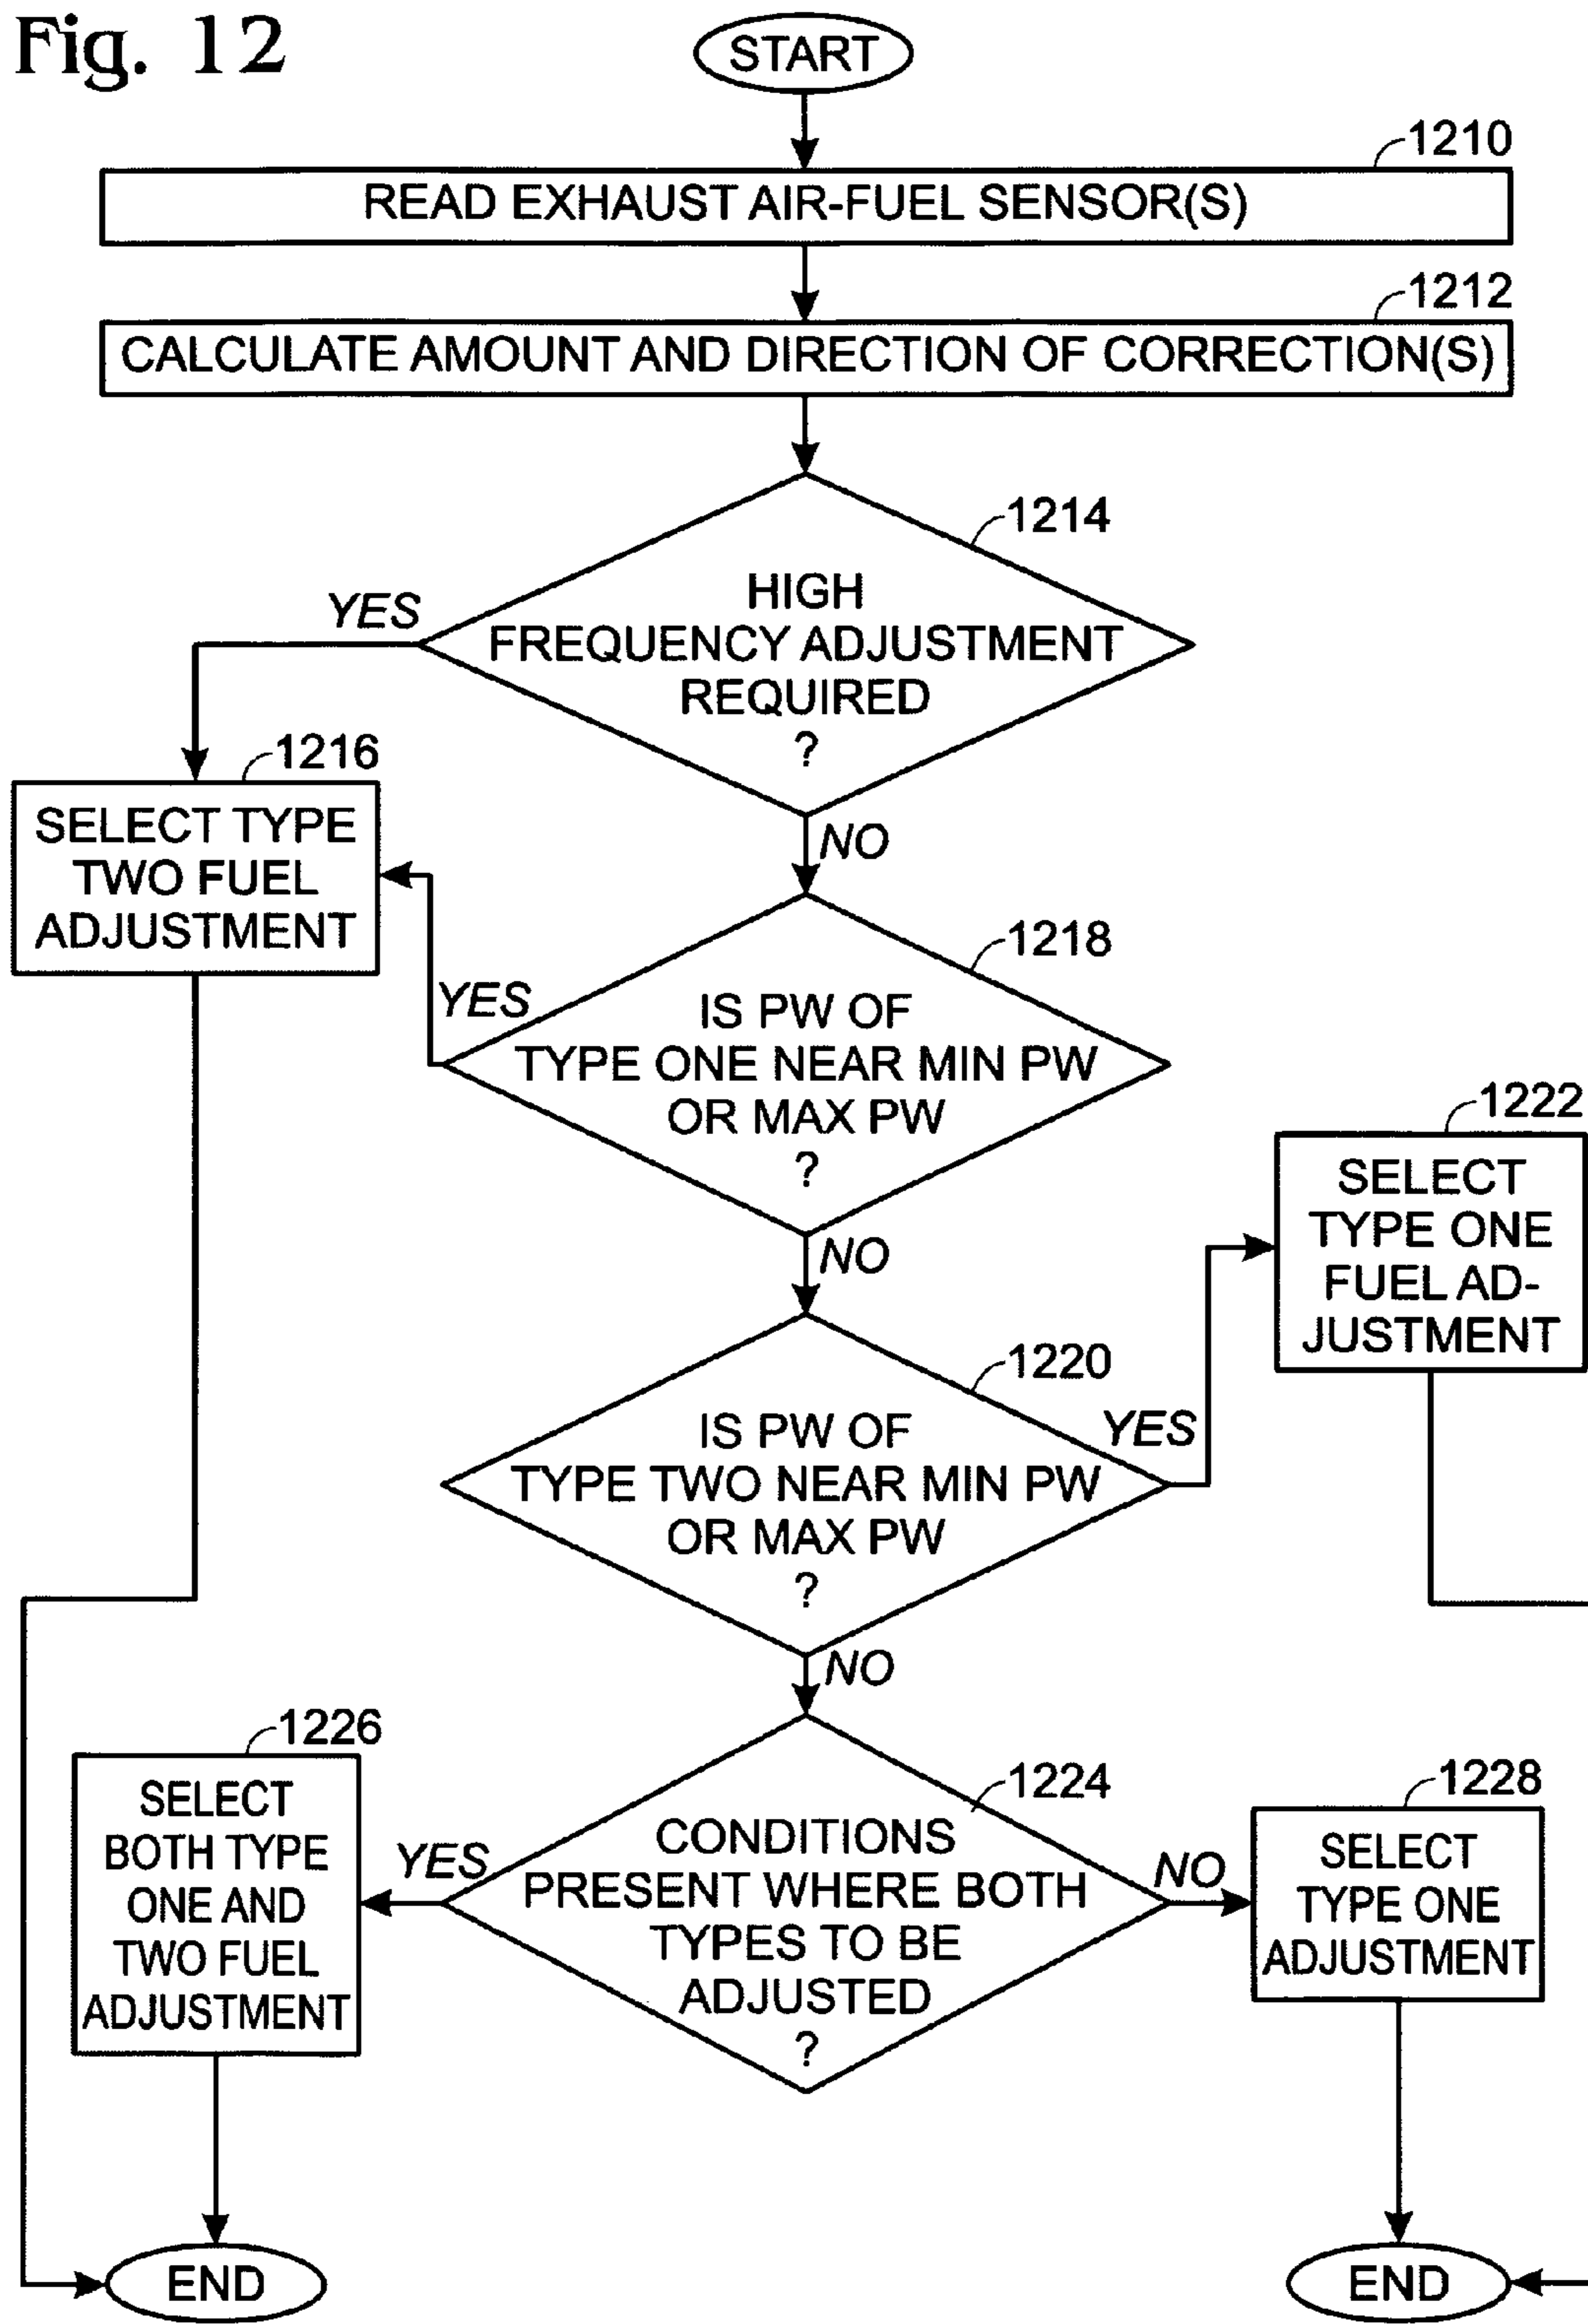 Fig. 12
START
1210
READ EXHAUST AIR-FUEL SENSOR(S)
1212
CALCULATE AMOUNT AND DIRECTION OF CORRECTION(S)
1214
HIGH
FREQUENCY ADJUSTMENT
REQUIRED
?
YES
NO
1216
SELECT TYPE
TWO FUEL
ADJUSTMENT
1218
IS PW OF
TYPE ONE NEAR MIN PW
OR MAX PW
?
YES
NO
1222
SELECT
TYPE ONE
FUEL AD-
JUSTMENT
1220
IS PW OF
TYPE TWO NEAR MIN PW
OR MAX PW
?
YES
NO
1226
SELECT
BOTH TYPE
ONE AND
TWO FUEL
ADJUSTMENT
1224
CONDITIONS
PRESENT WHERE BOTH
TYPES TO BE
ADJUSTED
?
YES
NO
1228
SELECT
TYPE ONE
ADJUSTMENT
END
END